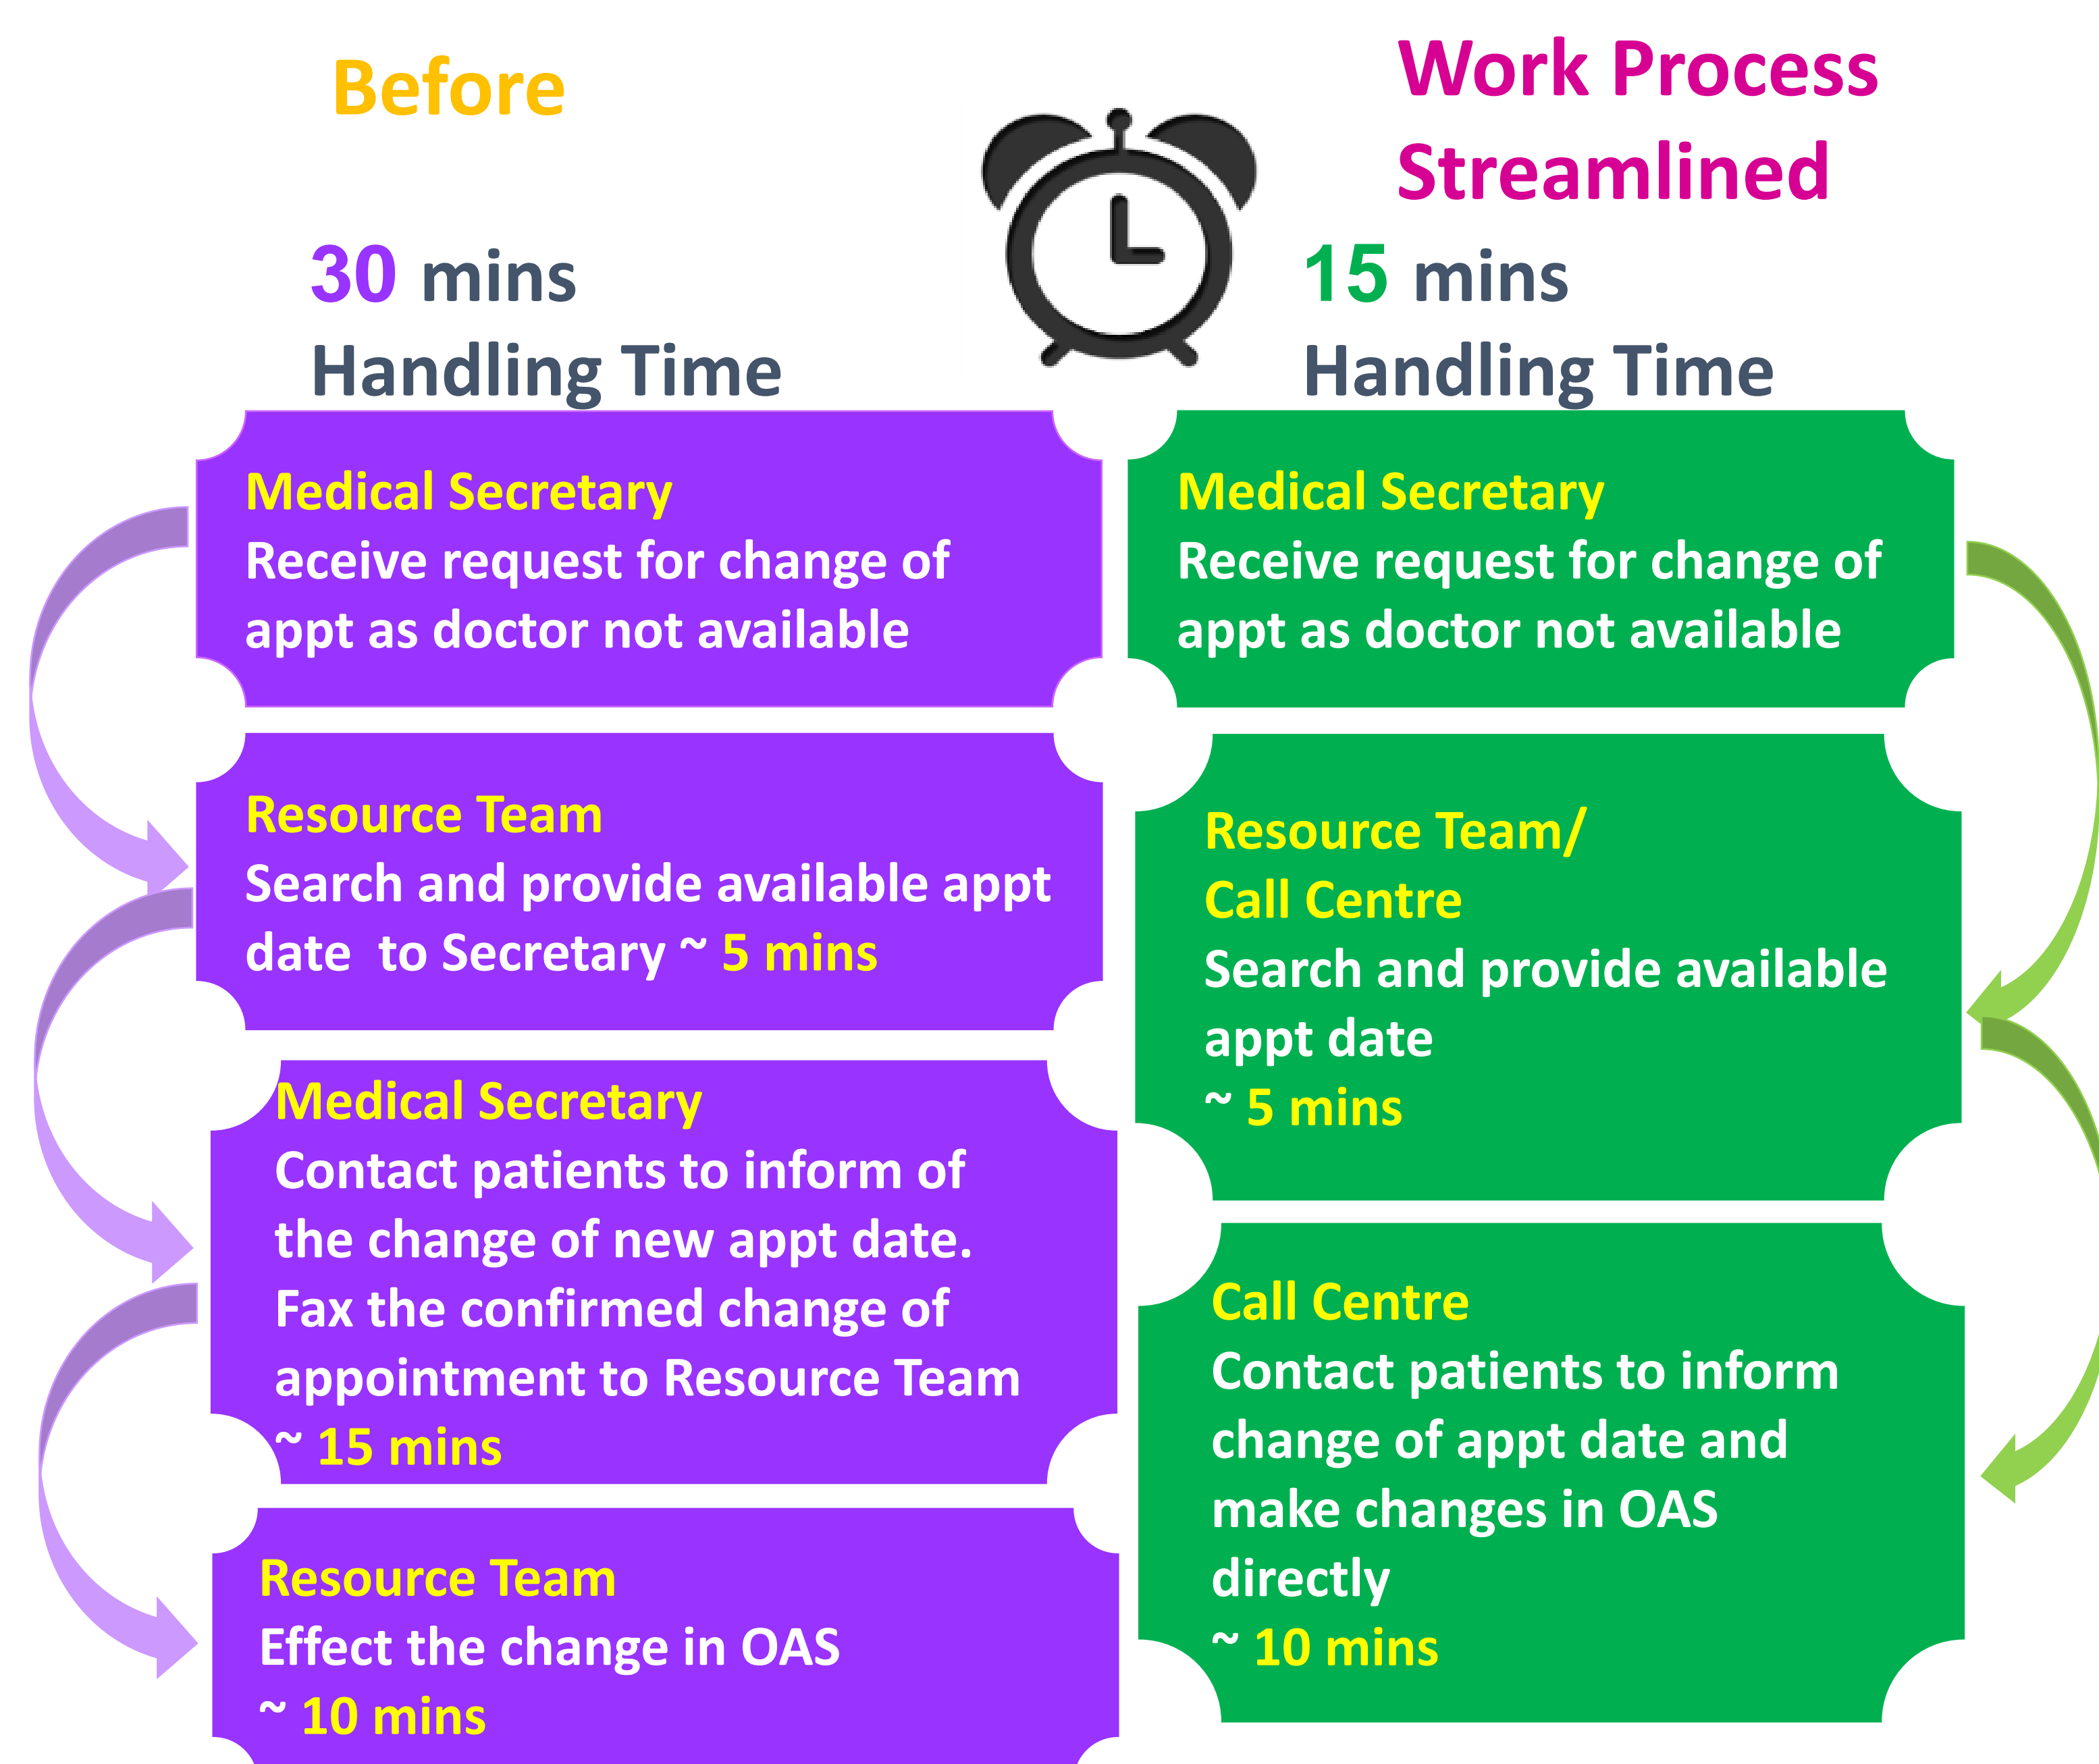 Before
30 mins
Handling Time
Medical Secretary
Receive request for change of
appt as doctor not available
Resource Team
Search and provide available appt
date  to Secretary ~ 5 mins
Medical Secretary
Contact patients to inform of
the change of new appt date.
Fax the confirmed change of
appointment to Resource Team
~ 15 mins
Resource Team
Effect the change in OAS
~ 10 mins
Work Process
Streamlined
15 mins
Handling Time
Medical Secretary
Receive request for change of
appt as doctor not available
Resource Team/
Call Centre
Search and provide available
appt date
~ 5 mins
Call Centre
Contact patients to inform
change of appt date and
make changes in OAS
directly
~ 10 mins